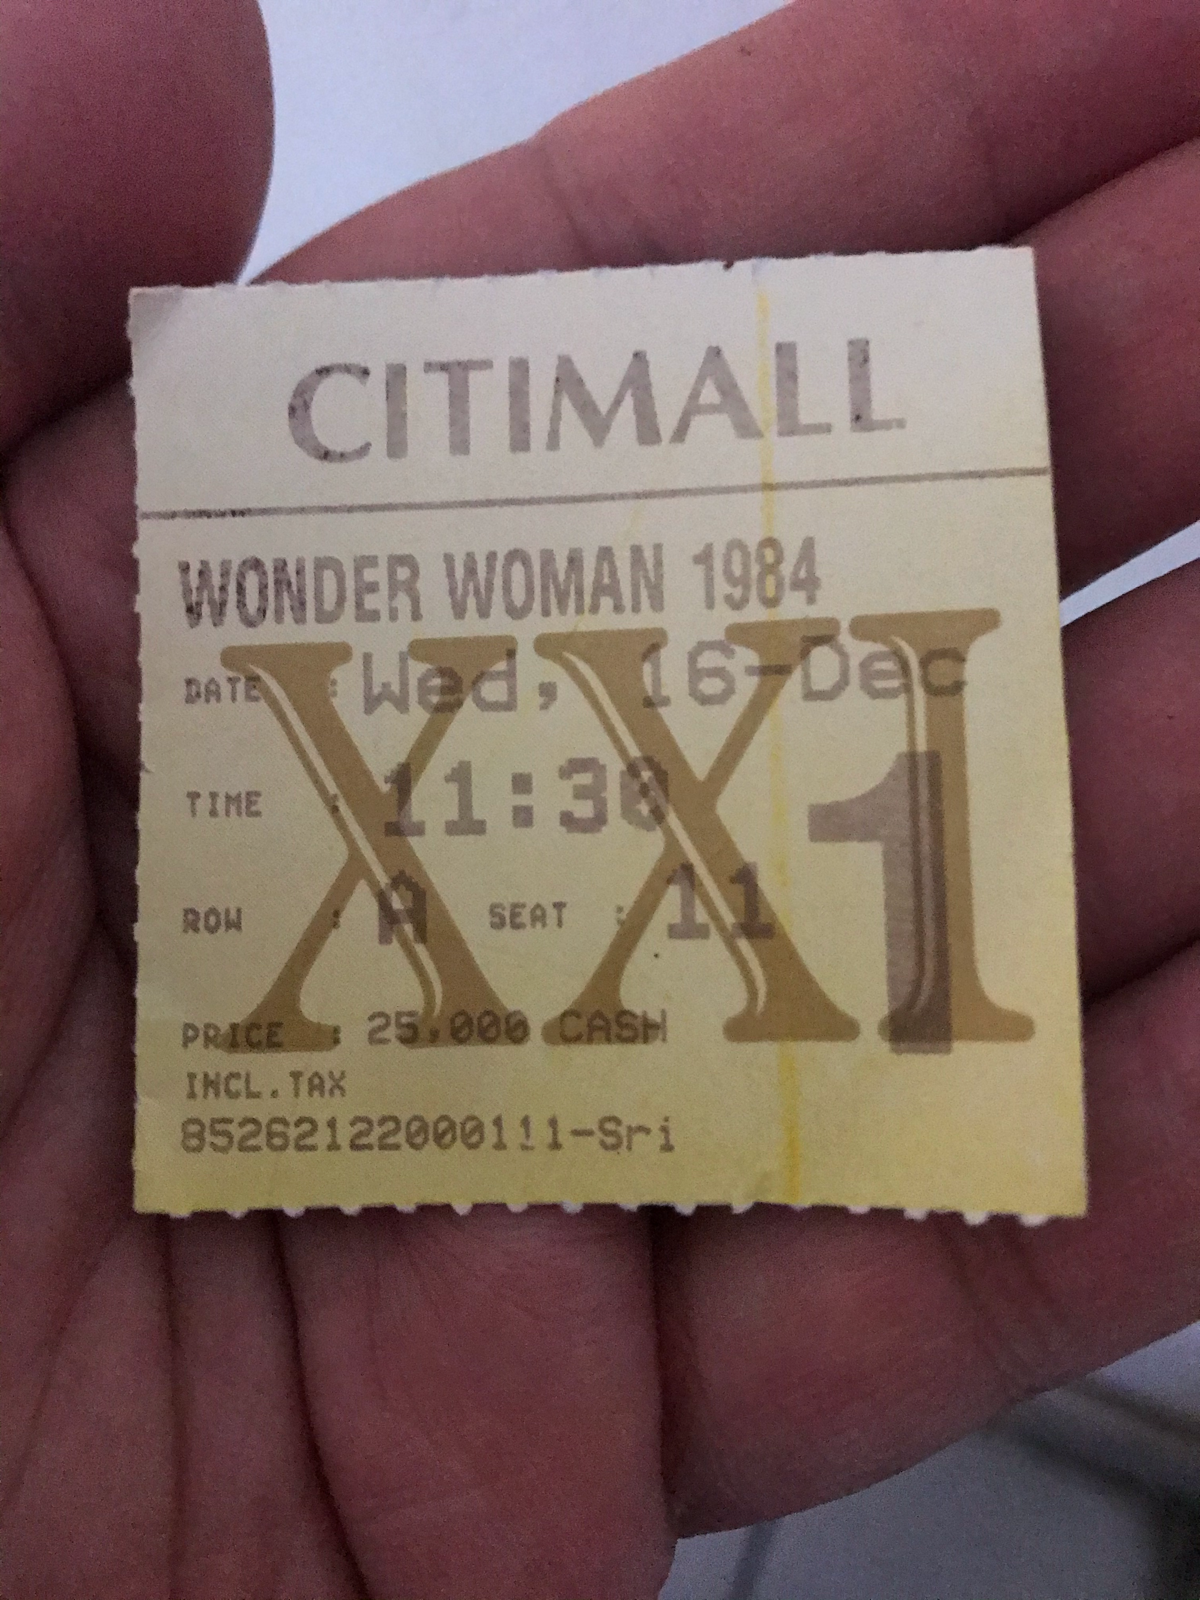 CITIMALL
WONDER WOMAN 1984
DATE : Wed, 16-Dec
TIME : 11:30
ROW : A SEAT : 11
1
PRICE : 25,000 CASH
INCL.TAX
85262122000111-Sri
XXI